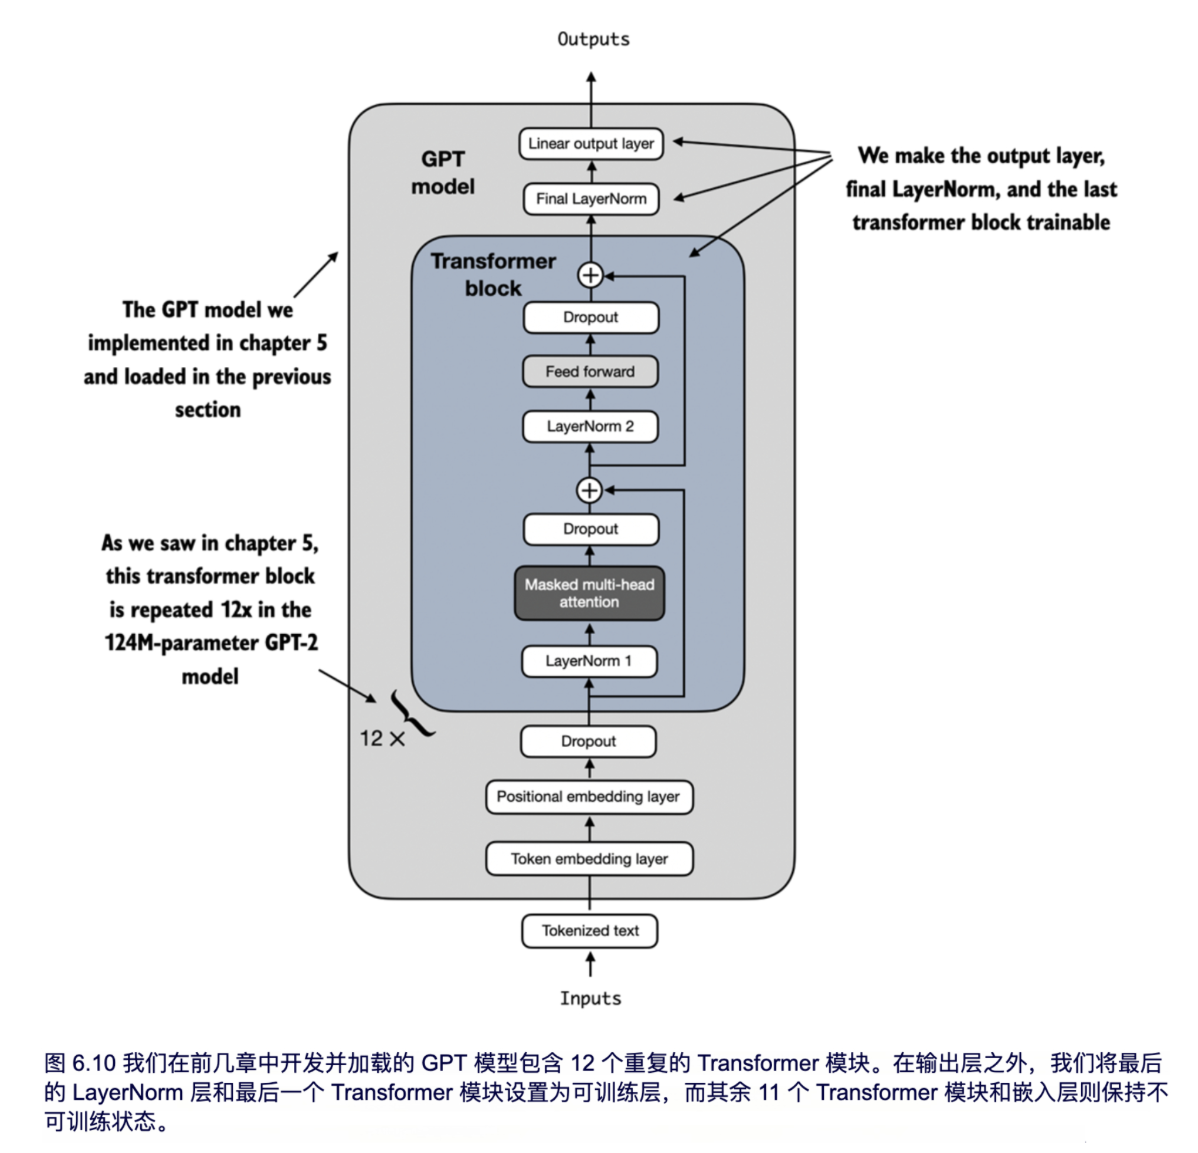 Outputs
Linear output layer
GPT
model
Final LayerNorm
We make the output layer,
final LayerNorm, and the last
transformer block trainable
Transformer
block
Dropout
Feed forward
LayerNorm 2
The GPT model we
implemented in chapter 5
and loaded in the previous
section
Dropout
Masked multi-head
attention
LayerNorm 1
As we saw in chapter 5,
this transformer block
is repeated 12x in the
124M-parameter GPT-2
model
12 ×
Dropout
Positional embedding layer
Token embedding layer
Tokenized text
Inputs
图 6.10 我们在前几章中开发并加载的 GPT 模型包含 12 个重复的 Transformer 模块。在输出层之外，我们将最后
的 LayerNorm 层和最后一个 Transformer 模块设置为可训练层，而其余 11 个 Transformer 模块和嵌入层则保持不
可训练状态。